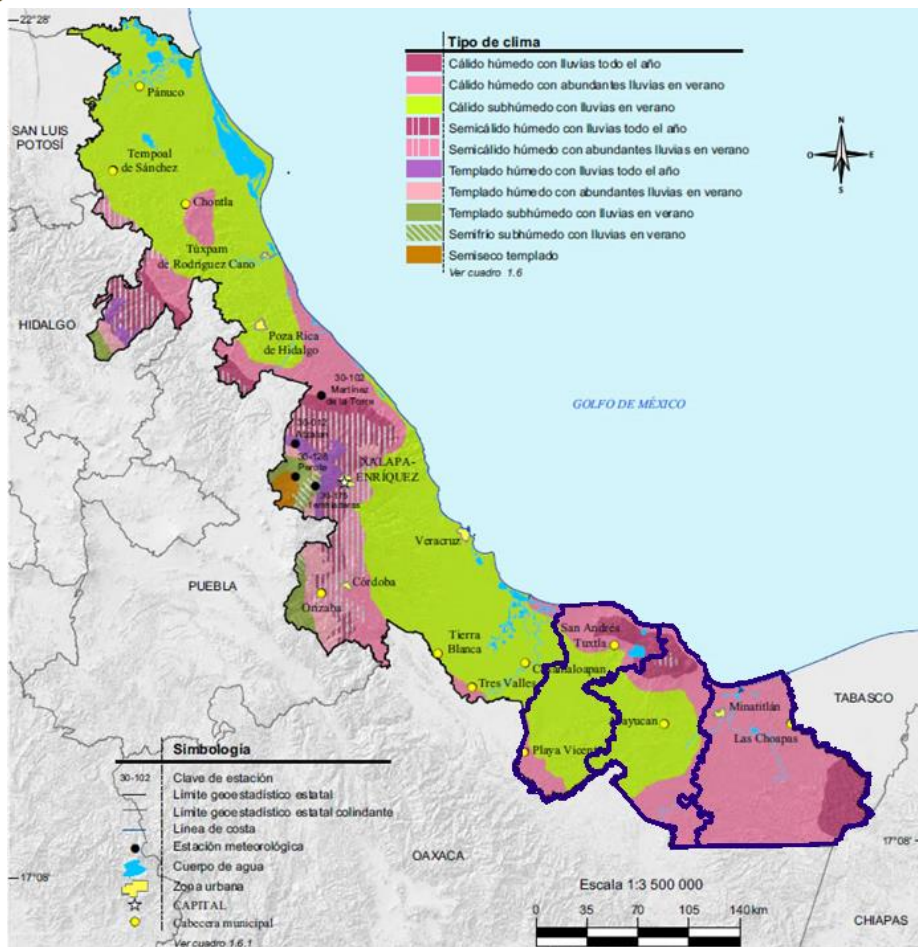 22°28'
Tipo de clima
Cálido húmedo con lluvias todo el año
Cálido húmedo con abundantes lluvias en verano
Cálido subhúmedo con lluvias en verano
Semicálido húmedo con lluvias todo el año
Semicálido húmedo con abundantes lluvias en verano
Templado húmedo con lluvias todo el año
Templado húmedo con abundantes lluvias en verano
Templado subhúmedo con lluvias en verano
Semifrío subhúmedo con lluvias en verano
Semiseco templado
Ver cuadro 1.6
N
O
E
S
SAN LUIS
POTOSÍ
Pánuco
Tempoal
de Sánchez
Chontla
Túxpam
de Rodríguez Cano
HIDALGO
Poza Rica
de Hidalgo
30-102
Martínez
de la Torre
30-012
30-128
Perote
30-175
XALAPA-
ENRÍQUEZ
GOLFO DE MÉXICO
Veracruz
PUEBLA
Córdoba
Orizaba
Tierra
Blanca
Tres Valles
San Andrés
Tuxtla
Minatitlán
Las Choapas
TABASCO
OAXACA
17°08'
17°08'
CHIAPAS
Simbología
30-102 Clave de estación
Límite geoestadístico estatal
Límite geoestadístico estatal colindante
Línea de costa
Estación meteorológica
Cuerpo de agua
Zona urbana
CAPITAL
Cabecera municipal
Ver cuadro 1.6.1
Escala 1:3 500 000
0 35 70 105 140 km